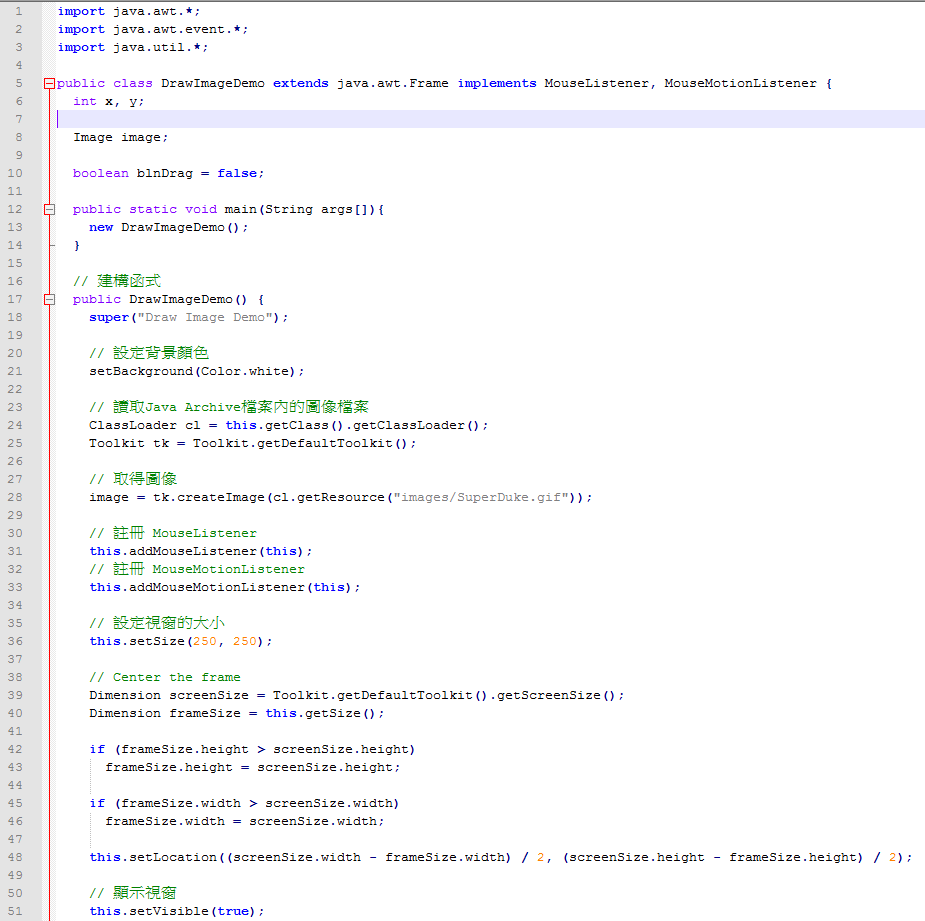 1 import java.awt.*;
2 import java.awt.event.*;
3 import java.util.*;
4
5 public class DrawImageDemo extends java.awt.Frame implements MouseListener, MouseMotionListener {
6   int x, y;
7
8   Image image;
9
10   boolean blnDrag = false;
11
12   public static void main(String args[]){
13     new DrawImageDemo();
14   }
15
16   // 建構函式
17   public DrawImageDemo() {
18     super("Draw Image Demo");
19
20     // 設定背景顏色
21     setBackground(Color.white);
22
23     // 讀取Java Archive檔案內的圖像檔案
24     ClassLoader cl = this.getClass().getClassLoader();
25     Toolkit tk = Toolkit.getDefaultToolkit();
26
27     // 取得圖像
28     image = tk.createImage(cl.getResource("images/SuperDuke.gif"));
29
30     // 註冊 MouseListener
31     this.addMouseListener(this);
32     // 註冊 MouseMotionListener
33     this.addMouseMotionListener(this);
34
35     // 設定視窗的大小
36     this.setSize(250, 250);
37
38     // Center the frame
39     Dimension screenSize = Toolkit.getDefaultToolkit().getScreenSize();
40     Dimension frameSize = this.getSize();
41
42     if (frameSize.height > screenSize.height)
43       frameSize.height = screenSize.height;
44
45     if (frameSize.width > screenSize.width)
46       frameSize.width = screenSize.width;
47
48     this.setLocation((screenSize.width - frameSize.width) / 2, (screenSize.height - frameSize.height) / 2);
49
50     // 顯示視窗
51     this.setVisible(true);